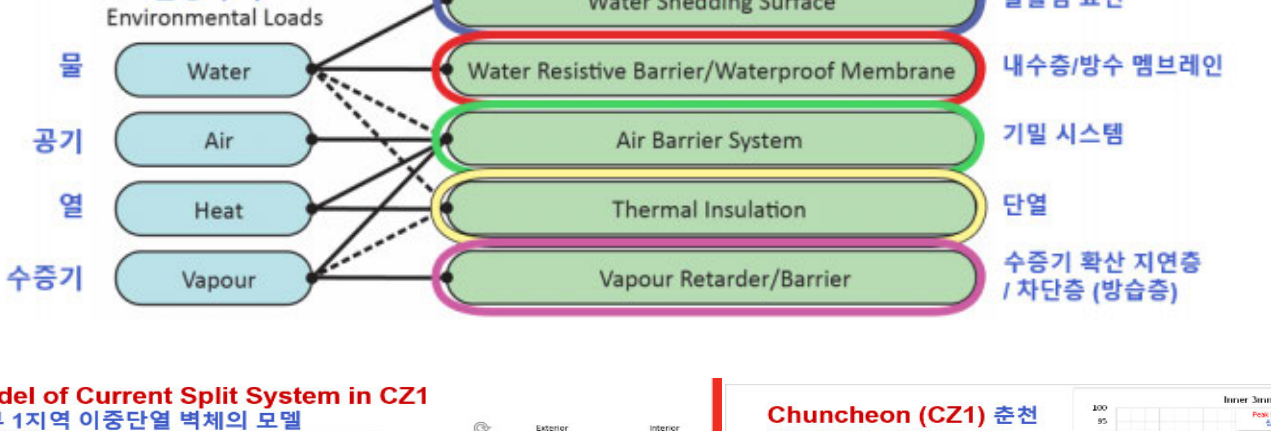 Environmental Loads
Water Shedding Surface
물
Water
Water Resistive Barrier/Waterproof Membrane
내수층/방수 멤브레인
공기
Air
Air Barrier System
기밀 시스템
열
Heat
Thermal Insulation
단열
수증기
Vapour
Vapour Retarder/Barrier
수증기 확산 지연층
/ 차단층 (방습층)
del of Current Split System in CZ1
1지역 이중단열 벽체의 모델
Exterior
Interior
Chuncheon (CZ1) 춘천
Inner 3m
100
95
Peak